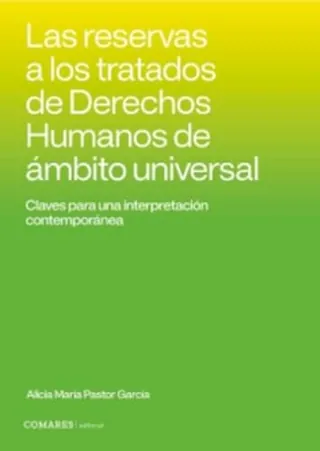 Las reservas
a los tratados
de Derechos
Humanos de
ámbito universal
Claves para una interpretación
contemporánea
Alicia María Pastor García
COMARES editorial